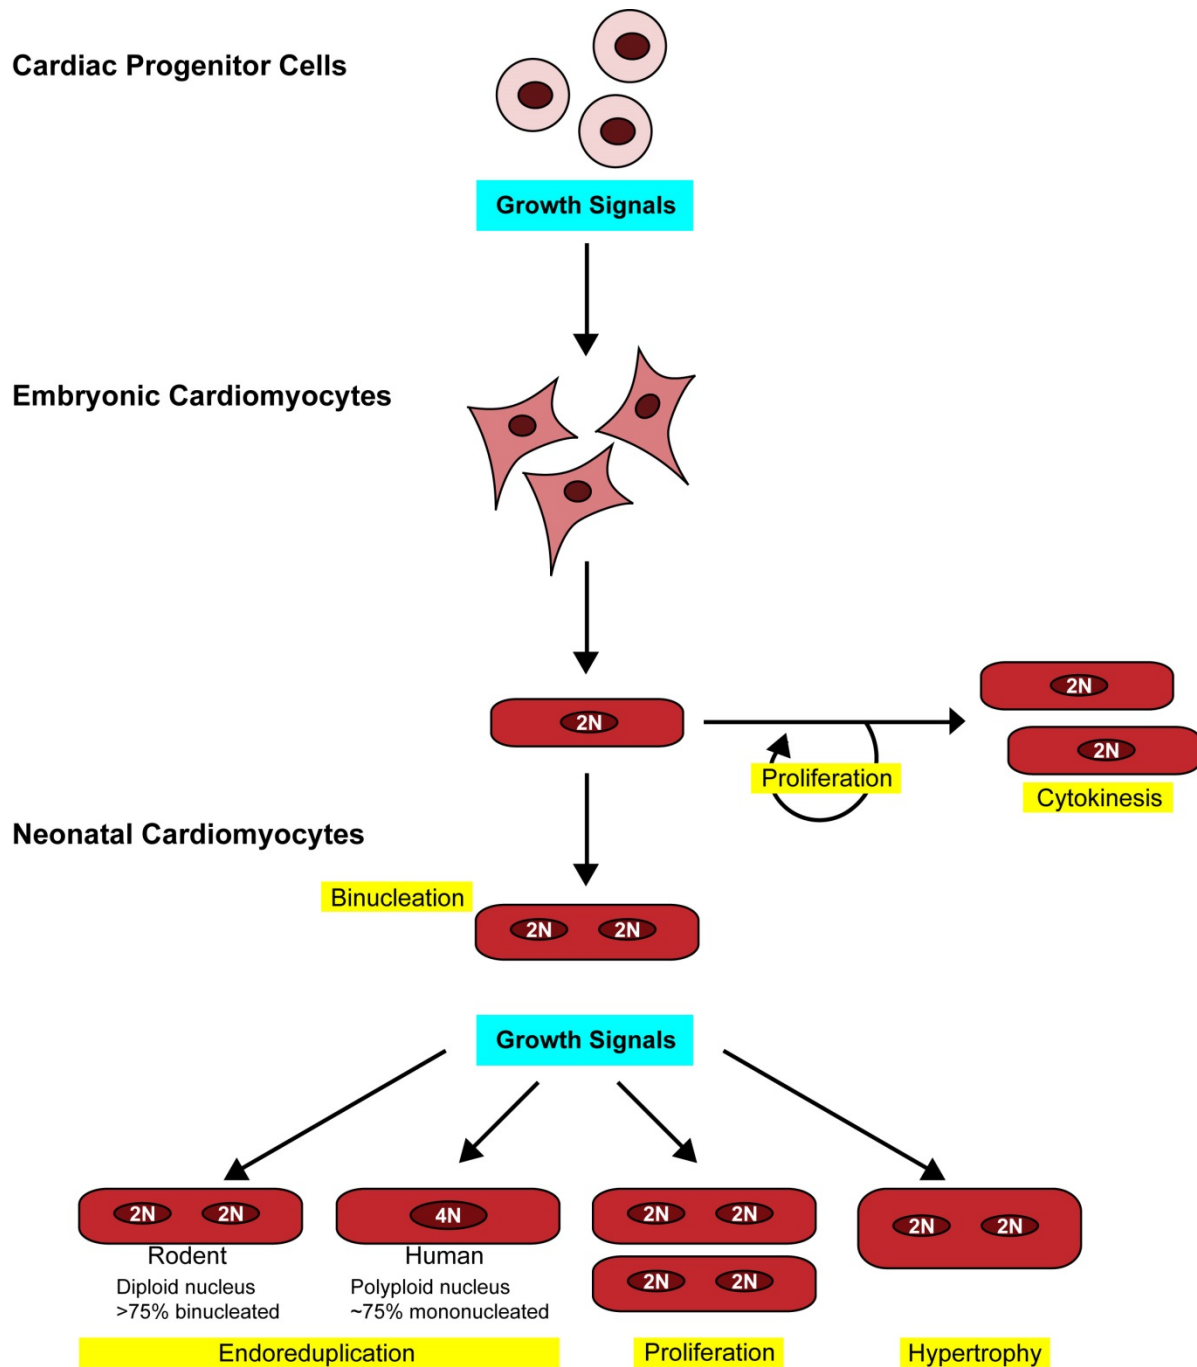 Cardiac Progenitor Cells
Growth Signals
Embryonic Cardiomyocytes
2N
2N
2N
Proliferation
Cytokinesis
Neonatal Cardiomyocytes
Binucleation
2N 2N
Growth Signals
2N 2N
4N
2N 2N
2N 2N
2N 2N
Rodent
Diploid nucleus
>75% binucleated
Human
Polyploid nucleus
~75% mononucleated
Endoreduplication
Proliferation
Hypertrophy